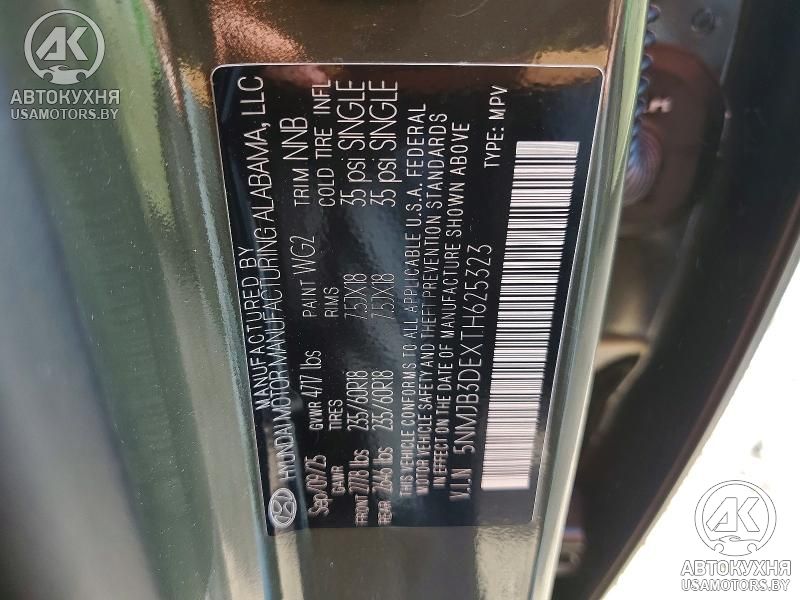 MANUFACTURED BY
HYUNDAI MOTOR MANUFACTURING ALABAMA, LLC
Sep/09/25 GVWR 4717 lbs PAINT WG2 TRIM NNB
GAWR TIRES RIMS COLD TIRE INFL
FRONT 2778 lbs 235/60R18 7.5JX18 35 psi SINGLE
REAR 2646 lbs 235/60R18 7.5JX18 35 psi SINGLE
THIS VEHICLE CONFORMS TO ALL APPLICABLE U.S.A. FEDERAL
MOTOR VEHICLE SAFETY AND THEFT PREVENTION STANDARDS
IN EFFECT ON THE DATE OF MANUFACTURE SHOWN ABOVE
V.I.N 5NMJB3DEXTH625323 TYPE: MPV
АК
АВТОКУХНЯ
USAMOTORS.BY
АК
АВТОКУХНЯ
USAMOTORS.BY